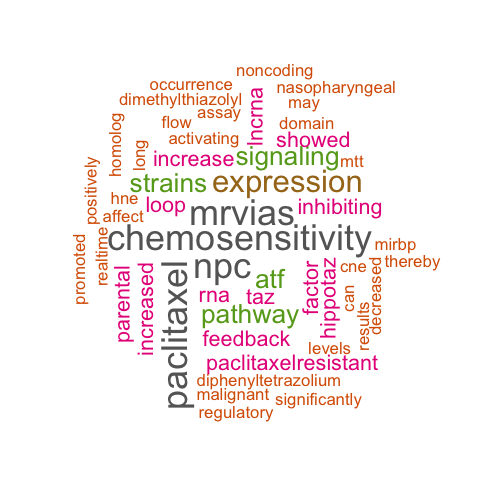 noncoding
occurrence
nasopharyngeal
dimethylthiazolyl
lncrna
may
assay
flow
domain
homolog
activating
showed
long
increase
signaling
mtt
strains
expression
positively
hne
loop
mrvias
inhibiting
affect
chemosensitivity
mirbp
realtime
promoted
npc
thereby
paclitaxel
atf
factor
cne
decreased
parental
increased
rna
taz
hippotaz
can
pathway
results
feedback
levels
paclitaxelresistant
diphenyltetrazolium
malignant
significantly
regulatory